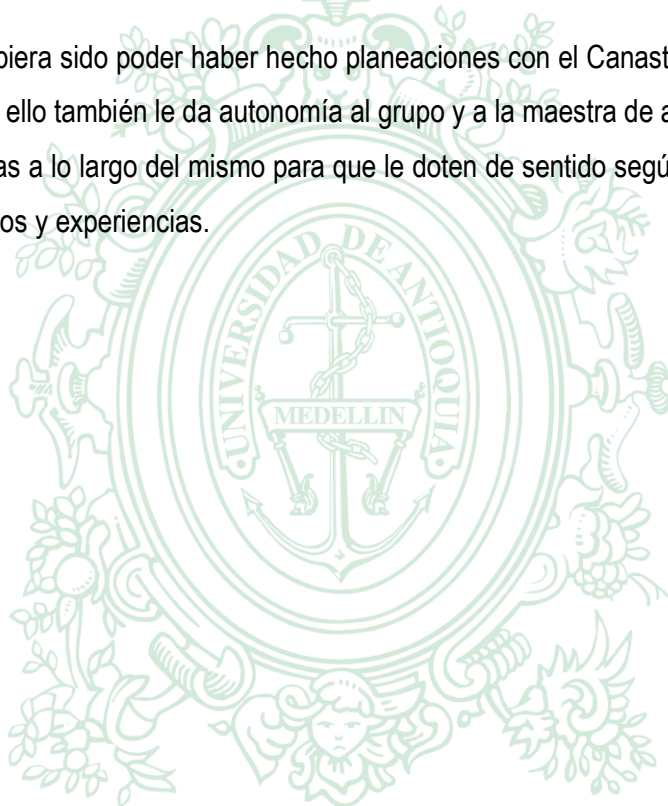 piera sido poder haber hecho planeaciones con el Canast
ello también le da autonomía al grupo y a la maestra de a
as a lo largo del mismo para que le doten de sentido segú
os y experiencias.
UNIVERSIDAD DE ANTIOQUIA
MEDELLIN